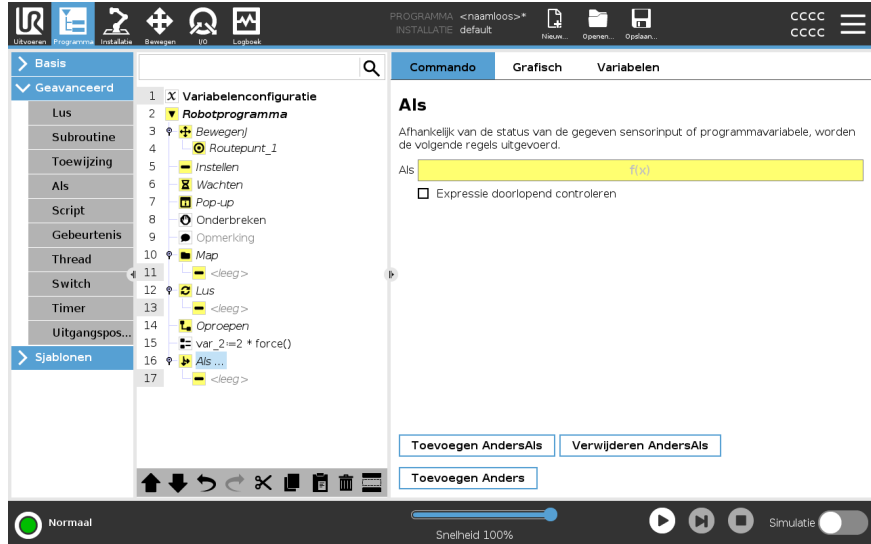 PROGRAMMA <naamloos>*
INSTALLATIE default
Uitvoeren Programma Installatie Bewegen I/O Logboek
Nieuw... Openen... Opslaan...
CCCC
CCCC
Basis
Geavanceerd
Lus
Subroutine
Toewijzing
Als
Script
Gebeurtenis
Thread
Switch
Timer
Uitgangspos...
Sjablonen
1 X Variabelenconfiguratie
2 Robotprogramma
3 BewegenJ
4 Routepunt_1
5 Instellen
6 Wachten
7 Pop-up
8 Onderbreken
9 Opmerking
10 Map
11 <leeg>
12 Lus
13 <leeg>
14 Oproepen
15 var_2≔2 * force()
16 Als ...
17 <leeg>
Commando Grafisch Variabelen
Als
Afhankelijk van de status van de gegeven sensorinput of programmavariabele, worden
de volgende regels uitgevoerd.
Als f(x)
Expressie doorlopend controleren
Toevoegen AndersAls Verwijderen AndersAls
Toevoegen Anders
Normaal
Snelheid 100%
Simulatie